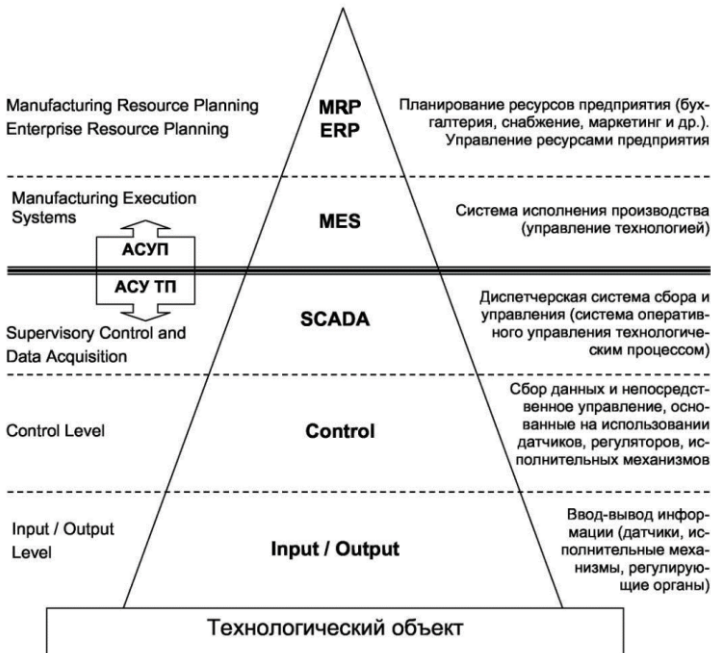 Manufacturing Resource Planning
Enterprise Resource Planning
MRP
ERP
Планирование ресурсов предприятия (бух-
галтерия, снабжение, маркетинг и др.).
Управление ресурсами предприятия
Manufacturing Execution
Systems
MES
Система исполнения производства
(управление технологией)
АСУП
АСУ ТП
Supervisory Control and
Data Acquisition
SCADA
Диспетчерская система сбора и
управления (система оператив-
ного управления технологиче-
ским процессом)
Control Level
Control
Сбор данных и непосредст-
венное управление, осно-
ванные на использовании
датчиков, регуляторов, ис-
полнительных механизмов
Input / Output
Level
Input / Output
Ввод-вывод инфор-
мации (датчики, ис-
полнительные меха-
низмы, регулирую-
щие органы)
Технологический объект